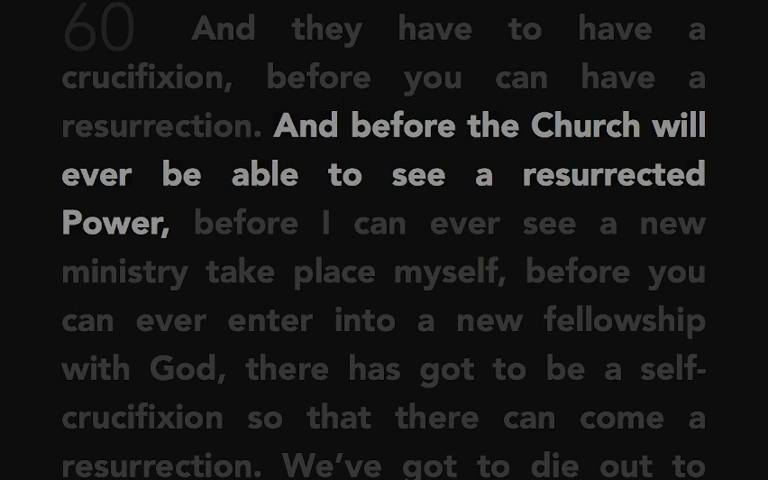 60 And they have to have a
crucifixion, before you can have a
resurrection. And before the Church will
ever be able to see a resurrected
Power, before I can ever see a new
ministry take place myself, before you
can ever enter into a new fellowship
with God, there has got to be a self-
crucifixion so that there can come a
resurrection. We’ve got to die out to